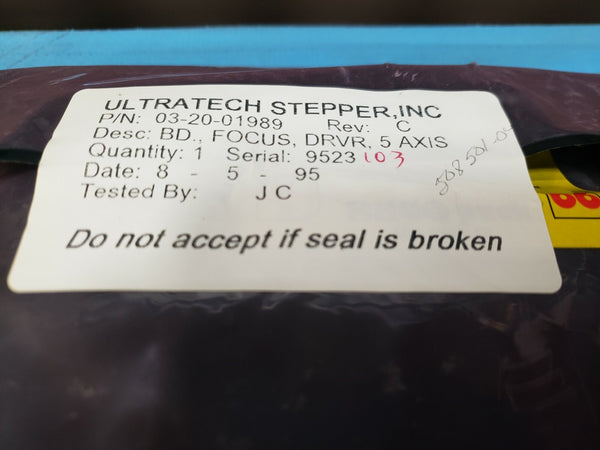 ULTRATECH STEPPER,INC
P/N: 03-20-01989 Rev: C
Desc: BD., FOCUS, DRVR, 5 AXIS
Quantity: 1 Serial: 9523 103
Date: 8 - 5 - 95
Tested By: J C
Do not accept if seal is broken